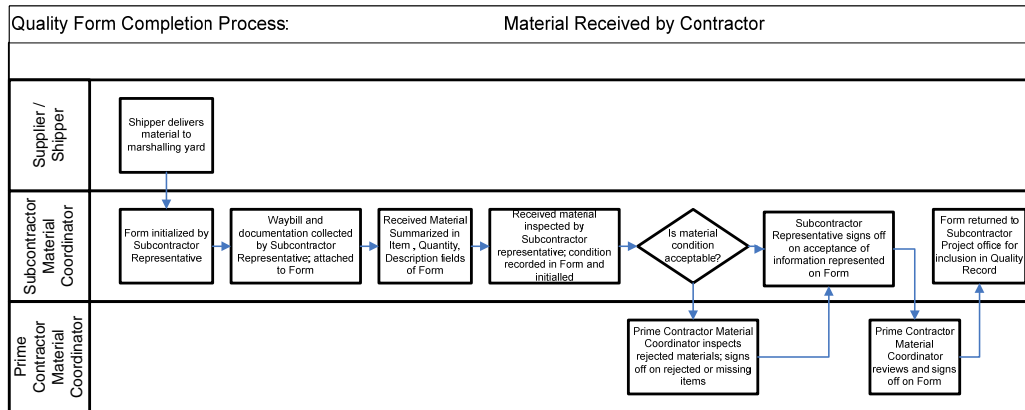 Quality Form Completion Process:
Material Received by Contractor
Supplier /
Shipper
Shipper delivers
material to
marshalling yard
Subcontractor
Material
Coordinator
Form initialized by
Subcontractor
Representative
Waybill and
documentation collected
by Subcontractor
Representative; attached
to Form
Received Material
Summarized in
Item , Quantity,
Description fields
of Form
Received material
inspected by
Subcontractor
representative; condition
recorded in Form and
initialled
Is material
condition
acceptable?
Subcontractor
Representative signs off
on acceptance of
information represented
on Form
Form returned to
Subcontractor
Project office for
inclusion in Quality
Record
Prime
Contractor
Material
Coordinator
Prime Contractor Material
Coordinator inspects
rejected materials; signs
off on rejected or missing
items
Prime Contractor
Material
Coordinator
reviews and signs
off on Form